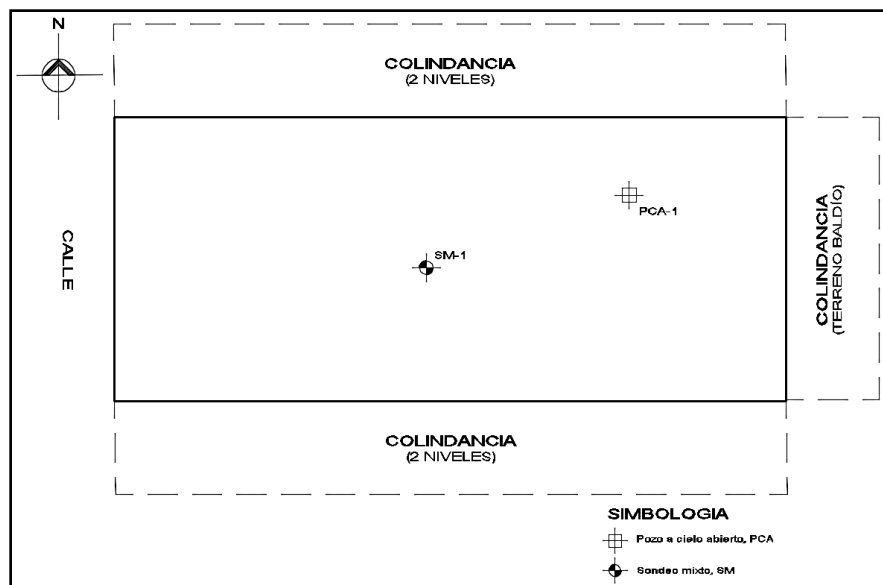 N
COLINDANCIA
(2 NIVELES)
CALLE
PCA-1
SM-1
COLINDANCIA
(TERRENO BALDÍO)
COLINDANCIA
(2 NIVELES)
SIMBOLOGIA
Pozo a cielo abierto, PCA
Sondeo mixto, SM